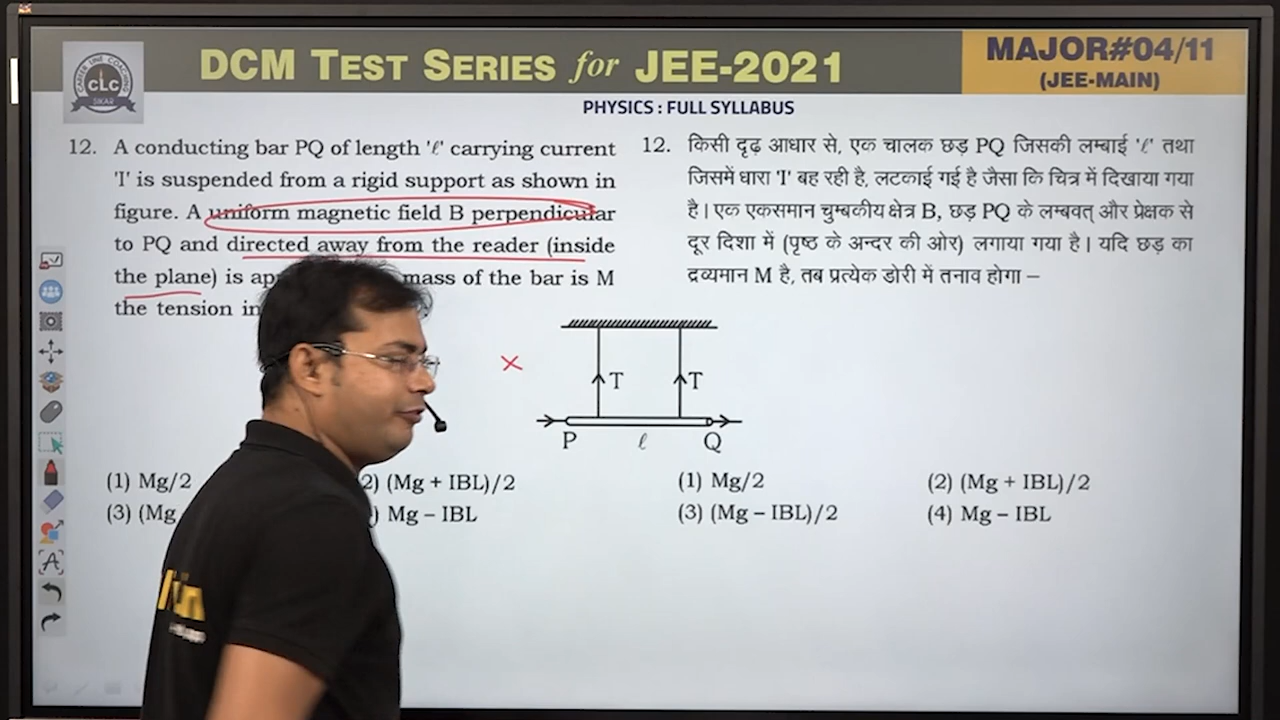 DCM TEST SERIES for JEE-2021
MAJOR#04/11
(JEE-MAIN)
CAREER LINE COACHING
CLC
SIKAR
PHYSICS : FULL SYLLABUS
12. A conducting bar PQ of length 'ℓ' carrying current
'I' is suspended from a rigid support as shown in
figure. A uniform magnetic field B perpendicular
to PQ and directed away from the reader (inside
the plane) is mass of the bar is M
the tension in
12. किसी दृढ़ आधार से, एक चालक छड़ PQ जिसकी लम्बाई 'ℓ' तथा
जिसमें धारा 'I' बह रही है, लटकाई गई है जैसा कि चित्र में दिखाया गया
है। एक एकसमान चुम्बकीय क्षेत्र B, छड़ PQ के लम्बवत् और प्रेक्षक से
दूर दिशा में (पृष्ठ के अन्दर की ओर) लगाया गया है। यदि छड़ का
द्रव्यमान M है, तब प्रत्येक डोरी में तनाव होगा –
×
T T
P ℓ Q
(1) Mg/2 2) (Mg + IBL)/2
(3) (Mg ) Mg – IBL
(1) Mg/2 (2) (Mg + IBL)/2
(3) (Mg – IBL)/2 (4) Mg – IBL
A